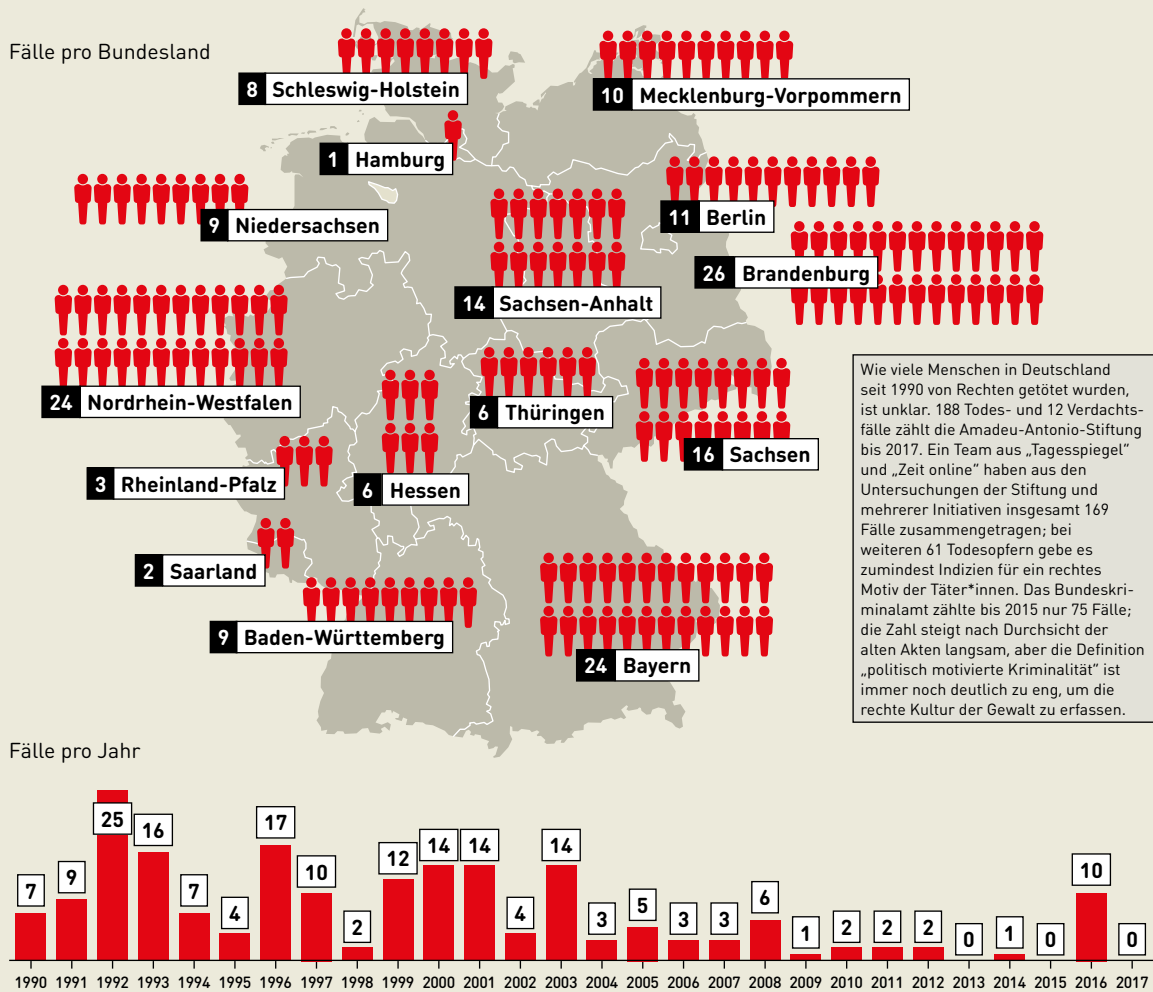 Fälle pro Bundesland
8 Schleswig-Holstein
10 Mecklenburg-Vorpommern
1 Hamburg
9 Niedersachsen
11 Berlin
26 Brandenburg
14 Sachsen-Anhalt
24 Nordrhein-Westfalen
6 Thüringen
16 Sachsen
3 Rheinland-Pfalz
6 Hessen
2 Saarland
9 Baden-Württemberg
24 Bayern
Wie viele Menschen in Deutschland
seit 1990 von Rechten getötet wurden,
ist unklar. 188 Todes- und 12 Verdachts-
fälle zählt die Amadeu-Antonio-Stiftung
bis 2017. Ein Team aus „Tagesspiegel“
und „Zeit online“ haben aus den
Untersuchungen der Stiftung und
mehrerer Initiativen insgesamt 169
Fälle zusammengetragen; bei
weiteren 61 Todesopfern gebe es
zumindest Indizien für ein rechtes
Motiv der Täter*innen. Das Bundeskri-
minalamt zählte bis 2015 nur 75 Fälle;
die Zahl steigt nach Durchsicht der
alten Akten langsam, aber die Definition
„politisch motivierte Kriminalität“ ist
immer noch deutlich zu eng, um die
rechte Kultur der Gewalt zu erfassen.
Fälle pro Jahr
7 9 25 16 7 4 17 10 2 12 14 14 4 14 3 5 3 3 6 1 2 2 2 0 1 0 10 0
1990 1991 1992 1993 1994 1995 1996 1997 1998 1999 2000 2001 2002 2003 2004 2005 2006 2007 2008 2009 2010 2011 2012 2013 2014 2015 2016 2017